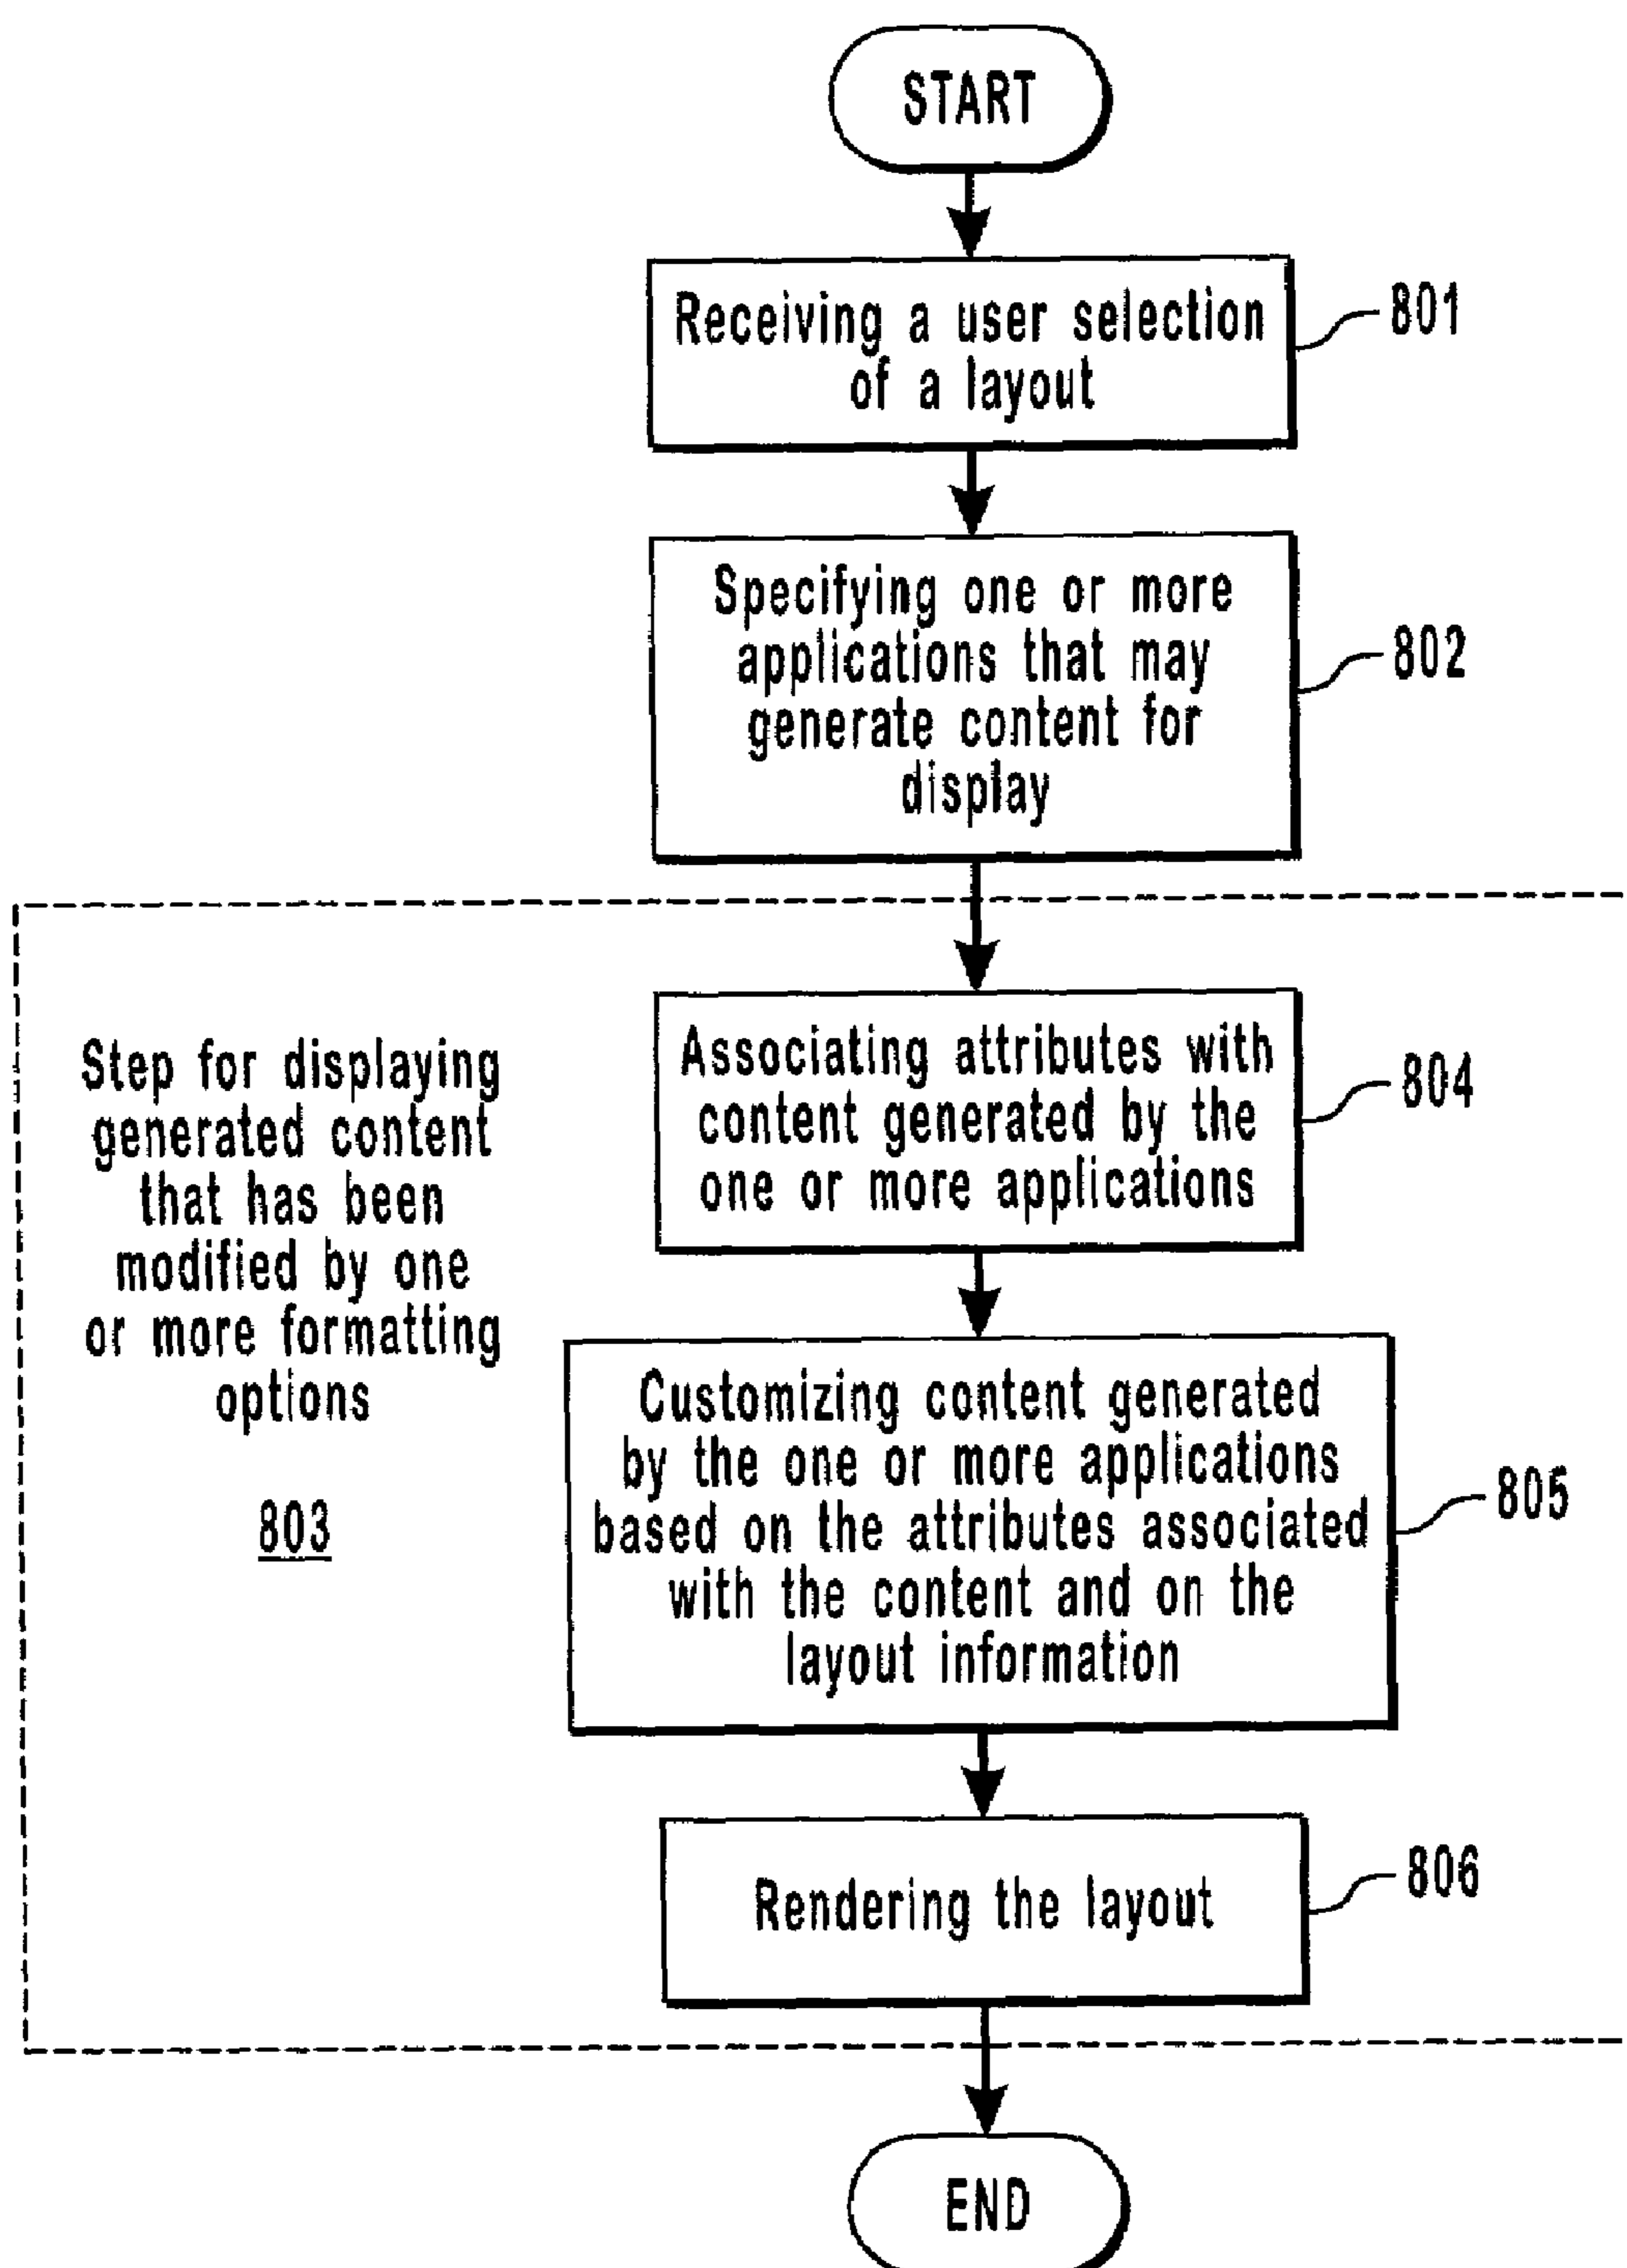 START
Receiving a user selection
of a layout
801
Specifying one or more
applications that may
generate content for
display
802
Step for displaying
generated content
that has been
modified by one
or more formatting
options
803
Associating attributes with
content generated by the
one or more applications
804
Customizing content generated
by the one or more applications
based on the attributes associated
with the content and on the
layout information
805
Rendering the layout
806
END